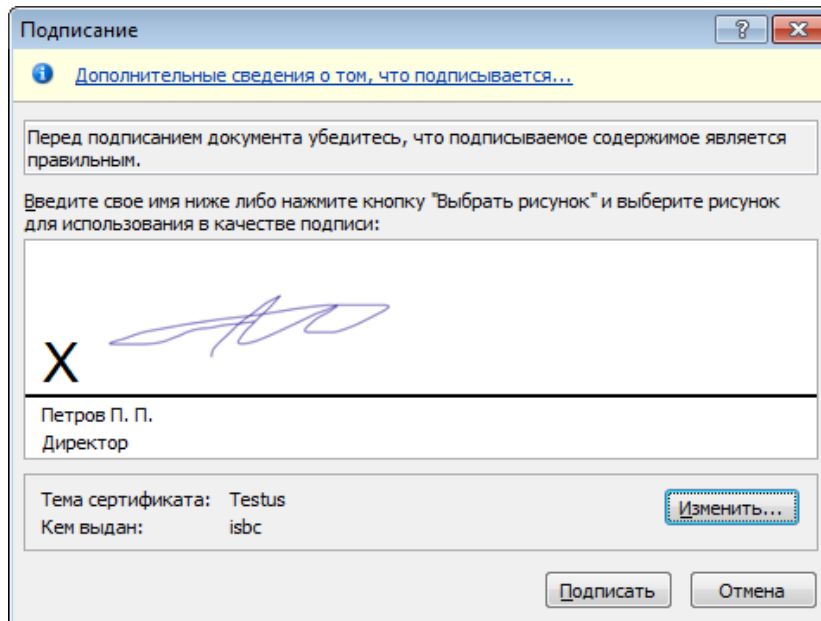 Подписание
Дополнительные сведения о том, что подписывается...
Перед подписанием документа убедитесь, что подписываемое содержимое является
правильным.
Введите свое имя ниже либо нажмите кнопку "Выбрать рисунок" и выберите рисунок
для использования в качестве подписи:
X
Петров П. П.
Директор
Тема сертификата: Testus
Изменить...
Кем выдан: isbc
Подписать Отмена